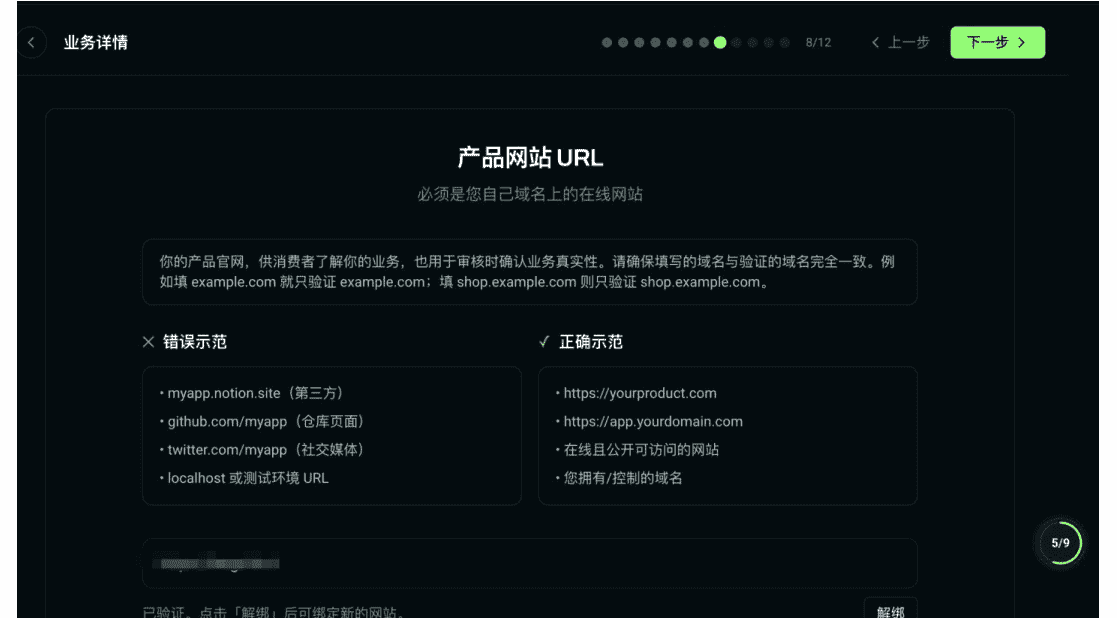 业务详情
8/12
上一步
下一步
产品网站 URL
必须是您自己域名上的在线网站
你的产品官网，供消费者了解你的业务，也用于审核时确认业务真实性。请确保填写的域名与验证的域名完全一致。例
如填 example.com 就只验证 example.com；填 shop.example.com 则只验证 shop.example.com。
错误示范
• myapp.notion.site（第三方）
• github.com/myapp（仓库页面）
• twitter.com/myapp（社交媒体）
• localhost 或测试环境 URL
正确示范
• https://yourproduct.com
• https://app.yourdomain.com
• 在线且公开可访问的网站
• 您拥有/控制的域名
5/9
已验证。点击「解绑」后可绑定新的网站。
解绑